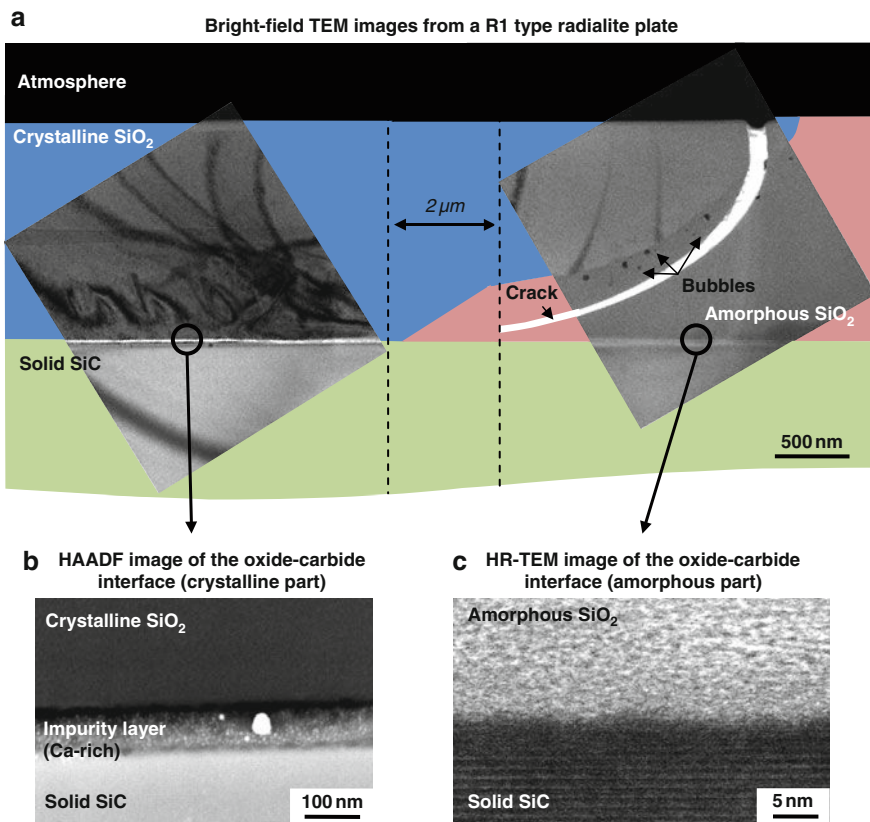 a
Bright-field TEM images from a R1 type radialite plate
Atmosphere
Crystalline SiO₂
2 µm
Crack
Bubbles
Amorphous SiO₂
Solid SiC
500 nm
b HAADF image of the oxide-carbide
interface (crystalline part)
Crystalline SiO₂
Impurity layer
(Ca-rich)
Solid SiC
100 nm
c HR-TEM image of the oxide-carbide
interface (amorphous part)
Amorphous SiO₂
Solid SiC
5 nm